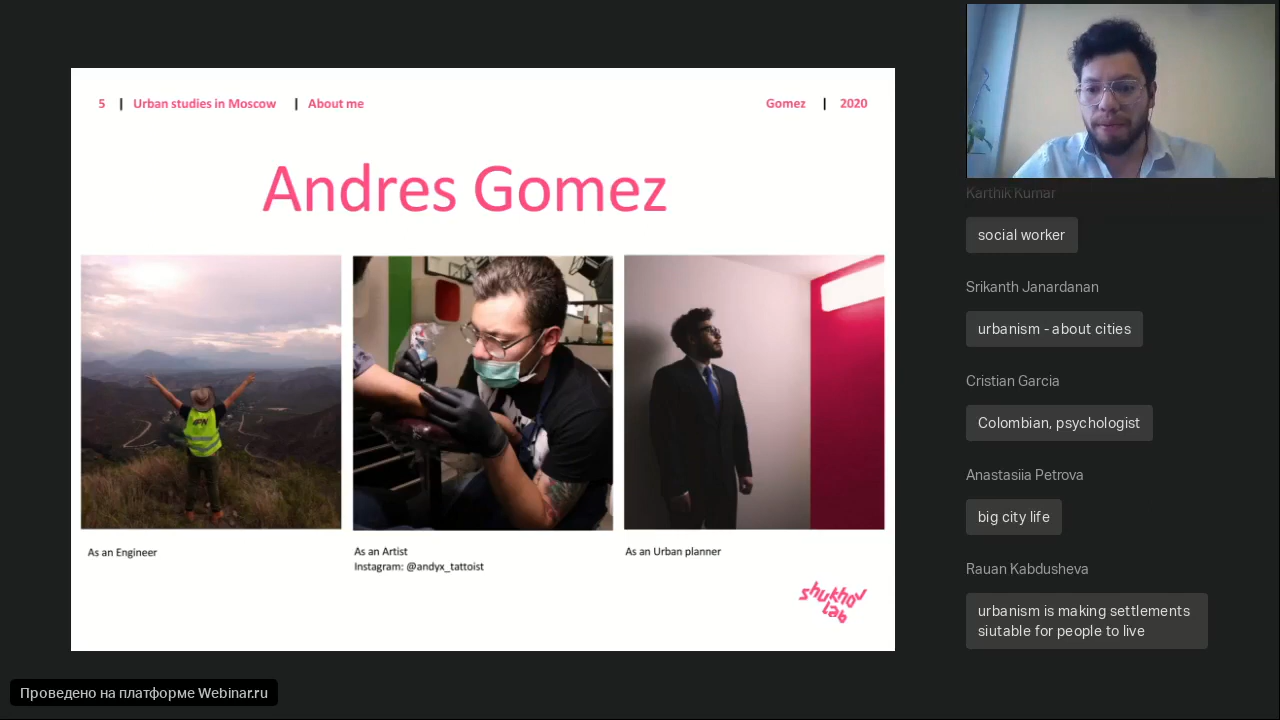 5 | Urban studies in Moscow | About me
Gomez | 2020
Andres Gomez
As an Engineer
As an Artist
Instagram: @andyx_tattoist
As an Urban planner
shukhov
lab
Karthik Kumar
social worker
Srikanth Janardanan
urbanism - about cities
Cristian Garcia
Colombian, psychologist
Anastasiia Petrova
big city life
Rauan Kabdusheva
urbanism is making settlements
siutable for people to live
Проведено на платформе Webinar.ru